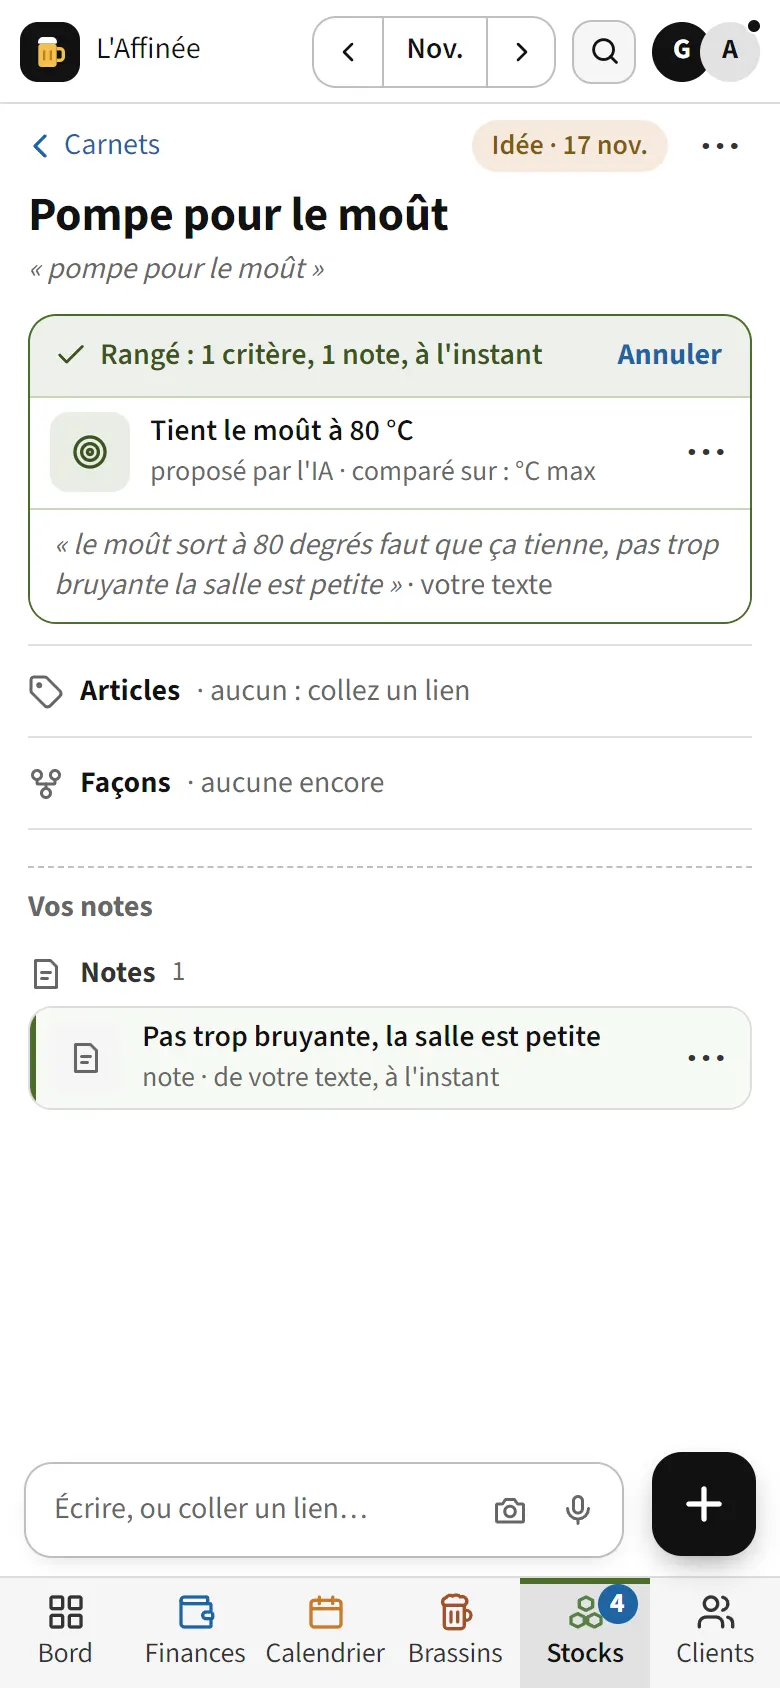 L'Affinée
Nov.
G
A
Carnets
Idée · 17 nov.
Pompe pour le moût
« pompe pour le moût »
Rangé : 1 critère, 1 note, à l'instant
Annuler
Tient le moût à 80 °C
proposé par l'IA · comparé sur : °C max
« le moût sort à 80 degrés faut que ça tienne, pas trop
bruyante la salle est petite » · votre texte
Articles · aucun : collez un lien
Façons · aucune encore
Vos notes
Notes 1
Pas trop bruyante, la salle est petite
note · de votre texte, à l'instant
Écrire, ou coller un lien…
4
Bord
Finances
Calendrier
Brassins
Stocks
Clients